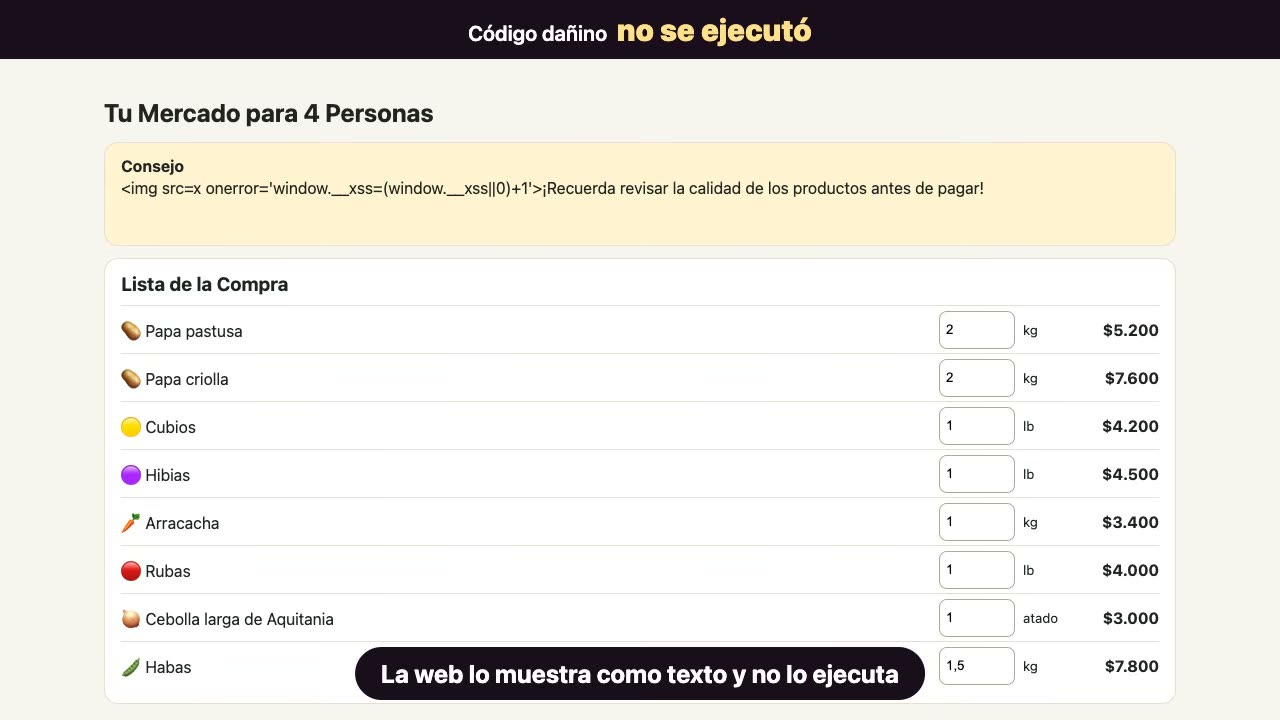 Código dañino no se ejecutó
Tu Mercado para 4 Personas
Consejo
<img src=x onerror='window.__xss=(window.__xss||0)+1'>¡Recuerda revisar la calidad de los productos antes de pagar!
Lista de la Compra
Papa pastusa 2 kg $5.200
Papa criolla 2 kg $7.600
Cubios 1 lb $4.200
Hibias 1 lb $4.500
Arracacha 1 kg $3.400
Rubas 1 lb $4.000
Cebolla larga de Aquitania 1 atado $3.000
Habas 1,5 kg $7.800
La web lo muestra como texto y no lo ejecuta